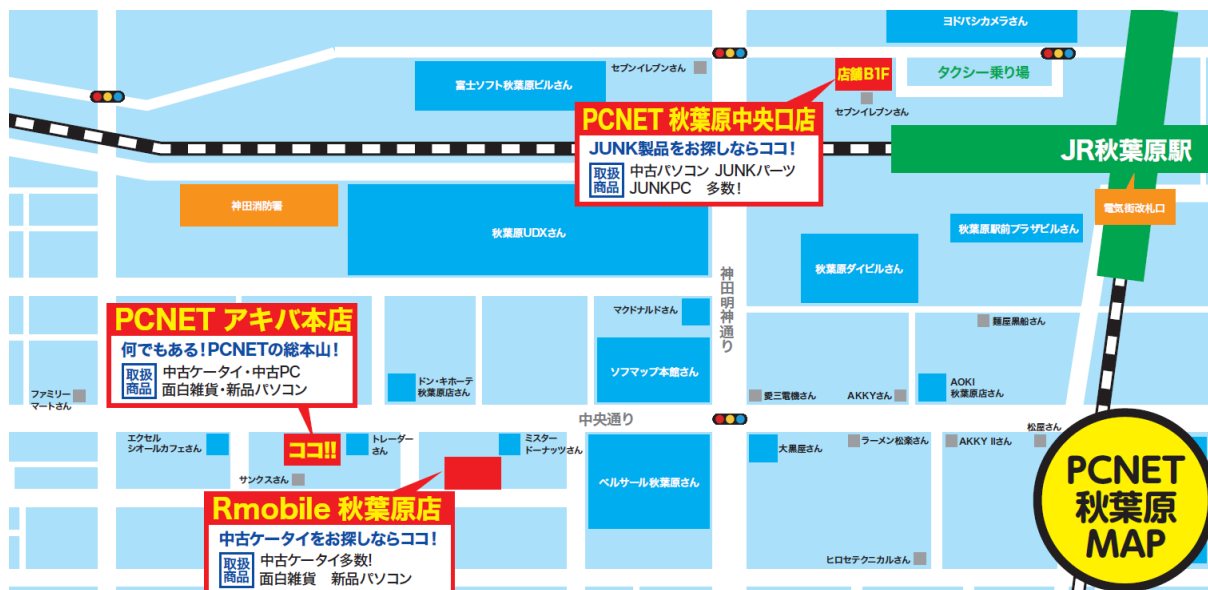 ヨドバシカメラさん
セブンイレブンさん
店舗B1F
タクシー乗り場
富士ソフト秋葉原ビルさん
セブンイレブンさん
PCNET 秋葉原中央口店
JUNK製品をお探しならココ!
取扱
商品
中古パソコン JUNKパーツ
JUNKPC 多数!
JR秋葉原駅
電気街改札口
神田消防署
秋葉原UDXさん
秋葉原駅前プラザビルさん
秋葉原ダイビルさん
神田明神通り
マクドナルドさん
麺屋黒船さん
PCNET アキバ本店
何でもある!PCNETの総本山!
取扱
商品
中古ケータイ・中古PC
面白雑貨・新品パソコン
ファミリー
マートさん
ドン・キホーテ
秋葉原店さん
ソフマップ本館さん
愛三電機さん
AKKYさん
AOKI
秋葉原店さん
中央通り
松屋さん
エクセル
シオールカフェさん
ココ!!
トレーダー
さん
ミスター
ドーナッツさん
大黒屋さん
ラーメン松楽さん
AKKY IIさん
サンクスさん
ベルサール秋葉原さん
PCNET
秋葉原
MAP
Rmobile 秋葉原店
中古ケータイをお探しならココ!
取扱
商品
中古ケータイ多数!
面白雑貨 新品パソコン
ヒロセテクニカルさん